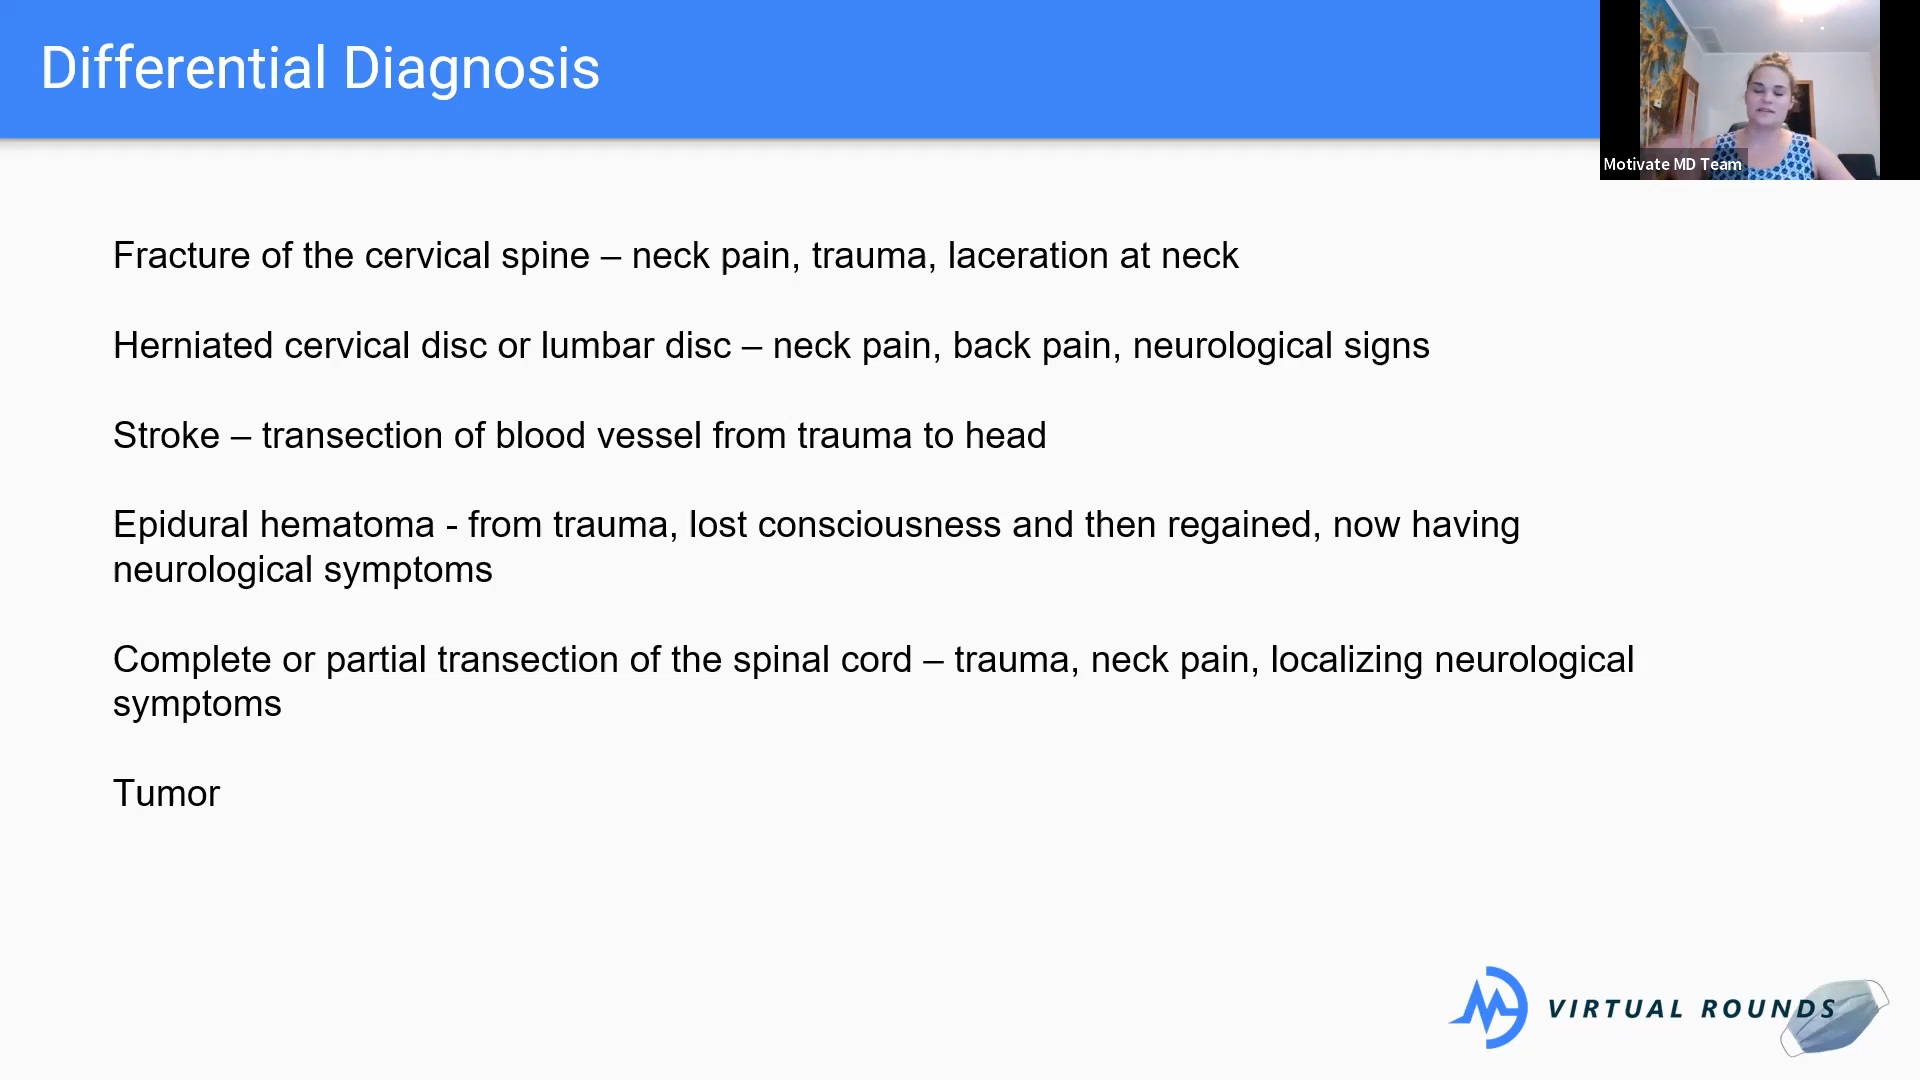 Differential Diagnosis
Motivate MD Team
Fracture of the cervical spine – neck pain, trauma, laceration at neck
Herniated cervical disc or lumbar disc – neck pain, back pain, neurological signs
Stroke – transection of blood vessel from trauma to head
Epidural hematoma - from trauma, lost consciousness and then regained, now having
neurological symptoms
Complete or partial transection of the spinal cord – trauma, neck pain, localizing neurological
symptoms
Tumor
VIRTUAL ROUNDS